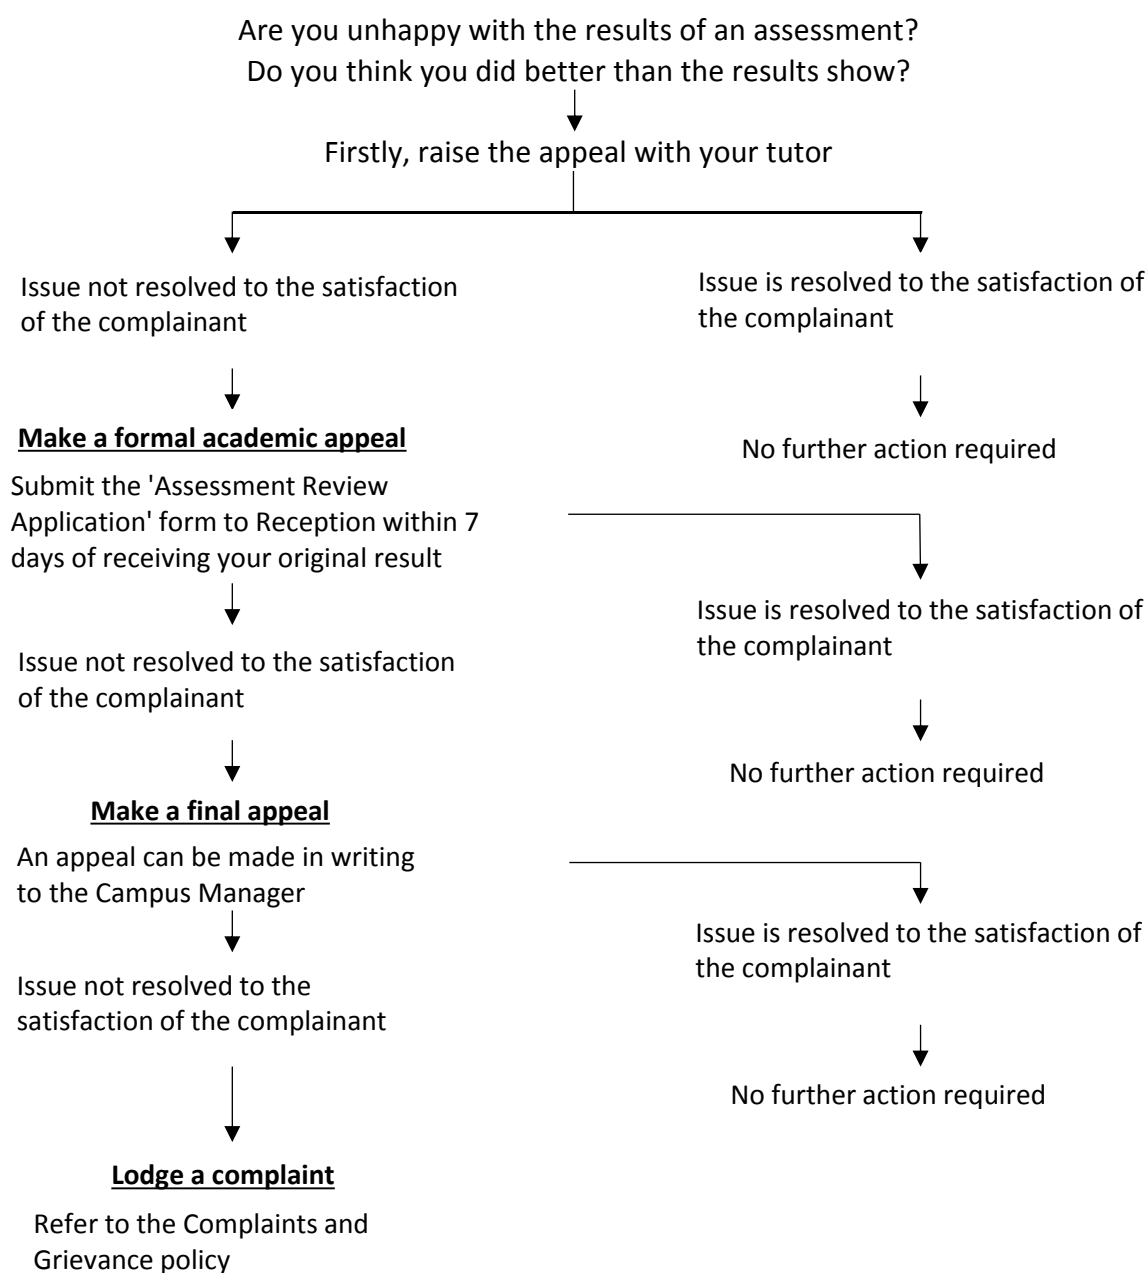 Are you unhappy with the results of an assessment?
Do you think you did better than the results show?
Firstly, raise the appeal with your tutor
Issue not resolved to the satisfaction
of the complainant
Issue is resolved to the satisfaction of
the complainant
Make a formal academic appeal
No further action required
Submit the 'Assessment Review
Application' form to Reception within 7
days of receiving your original result
Issue is resolved to the satisfaction of
the complainant
Issue not resolved to the satisfaction
of the complainant
No further action required
Make a final appeal
An appeal can be made in writing
to the Campus Manager
Issue is resolved to the satisfaction of
the complainant
Issue not resolved to the
satisfaction of the complainant
No further action required
Lodge a complaint
Refer to the Complaints and
Grievance policy